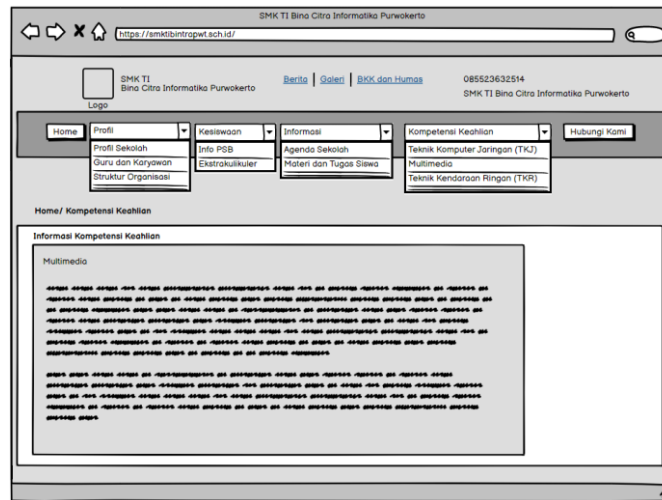 SMK TI Bina Citra Informatika Purwokerto
https://smktibintrapwt.sch.id/
SMK TI
Bina Citra Informatika Purwokerto
Logo
Berita | Galeri | BKK dan Humas
085523632514
SMK TI Bina Citra Informatika Purwokerto
Home
Profil
Kesiswaan
Informasi
Kompetensi Keahlian
Hubungi Kami
Profil Sekolah
Guru dan Karyawan
Struktur Organisasi
Info PSB
Ekstrakulikuler
Agenda Sekolah
Materi dan Tugas Siswa
Teknik Komputer Jaringan (TKJ)
Multimedia
Teknik Kendaraan Ringan (TKR)
Home/ Kompetensi Keahlian
Informasi Kompetensi Keahlian
Multimedia